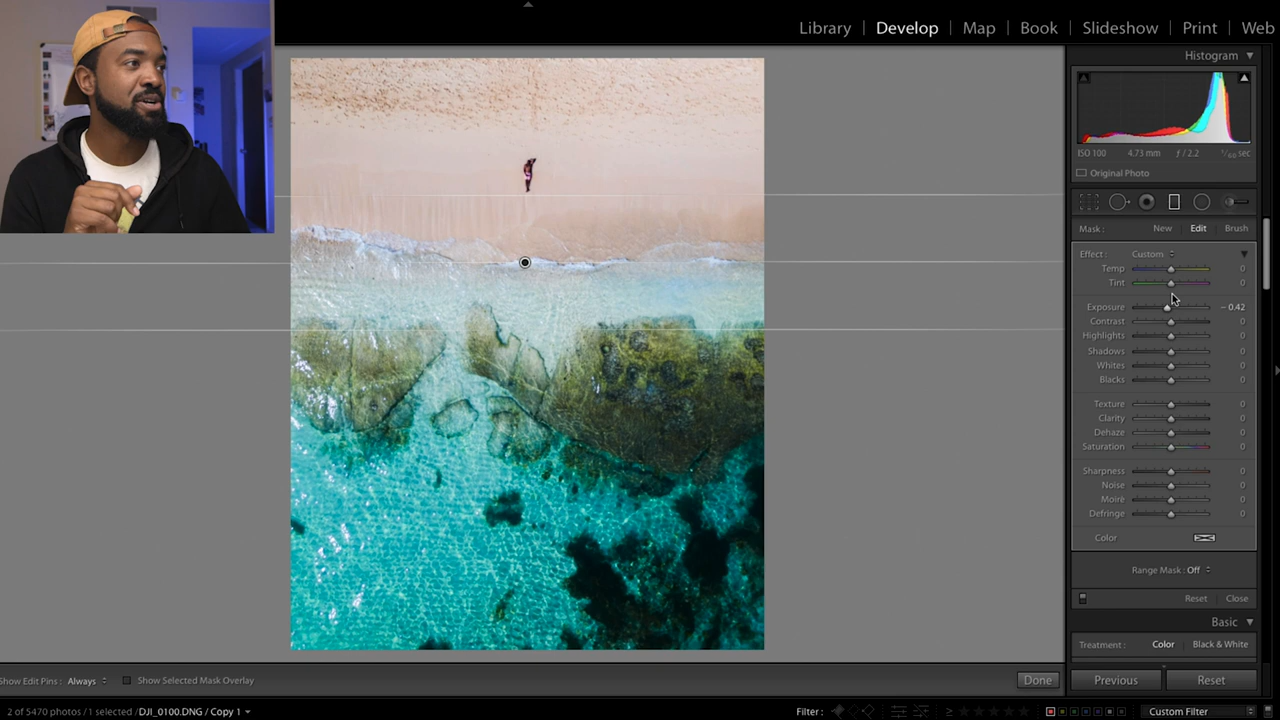 Library | Develop | Map | Book | Slideshow | Print | Web
Histogram
ISO 100 4.73 mm ƒ / 2.2 1/60 sec
Original Photo
Mask : New Edit Brush
Effect : Custom
Temp 0
Tint 0
Exposure – 0.42
Contrast 0
Highlights 0
Shadows 0
Whites 0
Blacks 0
Texture 0
Clarity 0
Dehaze 0
Saturation 0
Sharpness 0
Noise 0
Moiré 0
Defringe 0
Color
Range Mask : Off
Reset Close
Basic
Treatment : Color Black & White
Show Edit Pins : Always Show Selected Mask Overlay Done Previous Reset
2 of 5470 photos / 1 selected / DJI_0100.DNG / Copy 1 Filter : Custom Filter